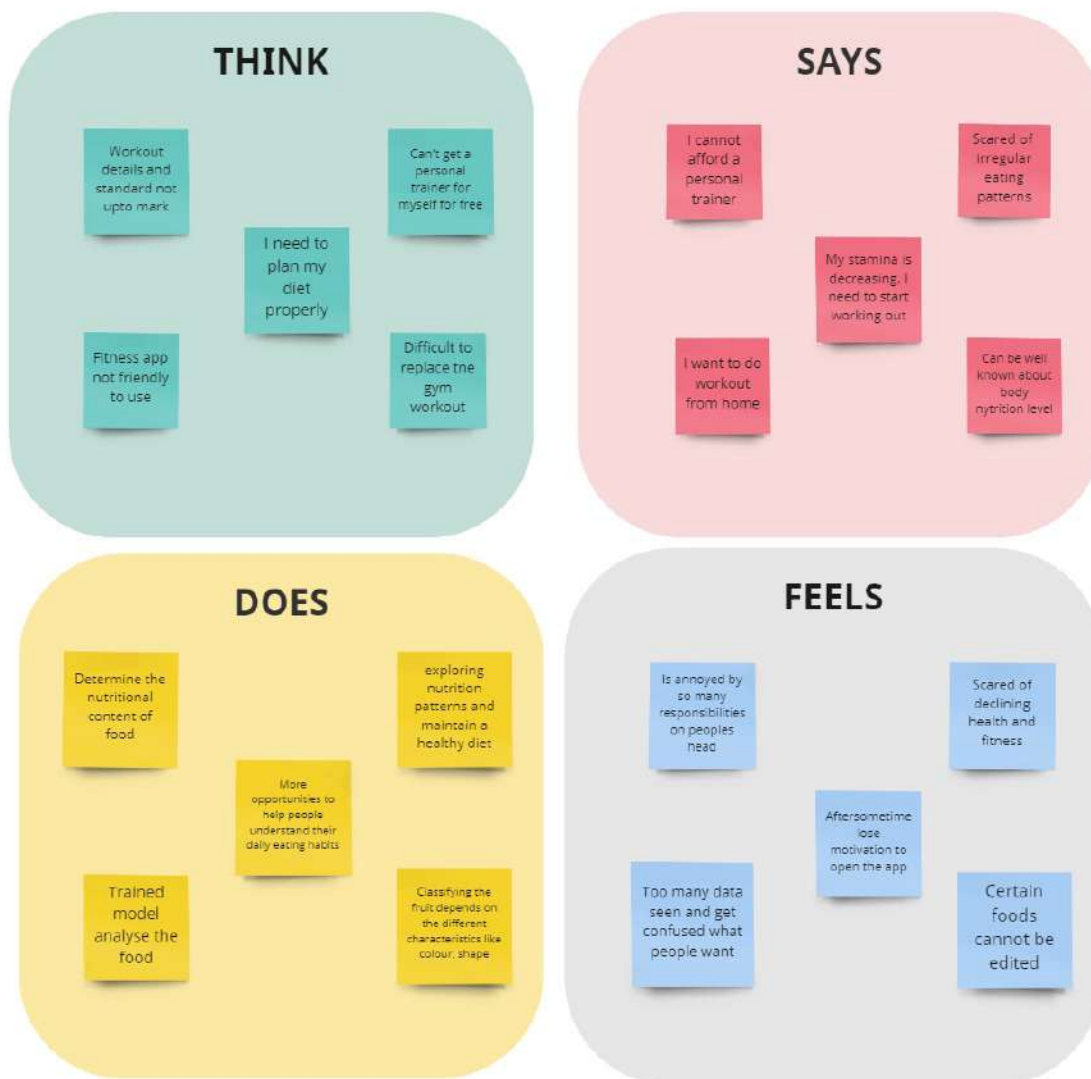 THINK
Workout
details and
standard not
upto mark
Can't get a
personal
trainer for
myself for free
I need to
plan my
diet
properly
Fitness app
not friendly
to use
Difficult to
replace the
gym
workout
SAYS
I cannot
afford a
personal
trainer
Scared of
irregular
eating
patterns
My stamina is
decreasing, I
need to start
working out
I want to do
workout
from home
Can be well
known about
body
nytrition level
DOES
Determine the
nutritional
content of
food
exploring
nutrition
patterns and
maintain a
healthy diet
More
opportunities to
help people
understand their
daily eating habits
Trained
model
analyse the
food
Classifying the
fruit depends on
the different
characteristics like
colour, shape
FEELS
Is annoyed by
so many
responsibilities
on peoples
head
Scared of
declining
health and
fitness
Aftersometime
lose
motivation to
open the app
Too many data
seen and get
confused what
people want
Certain
foods
cannot be
edited